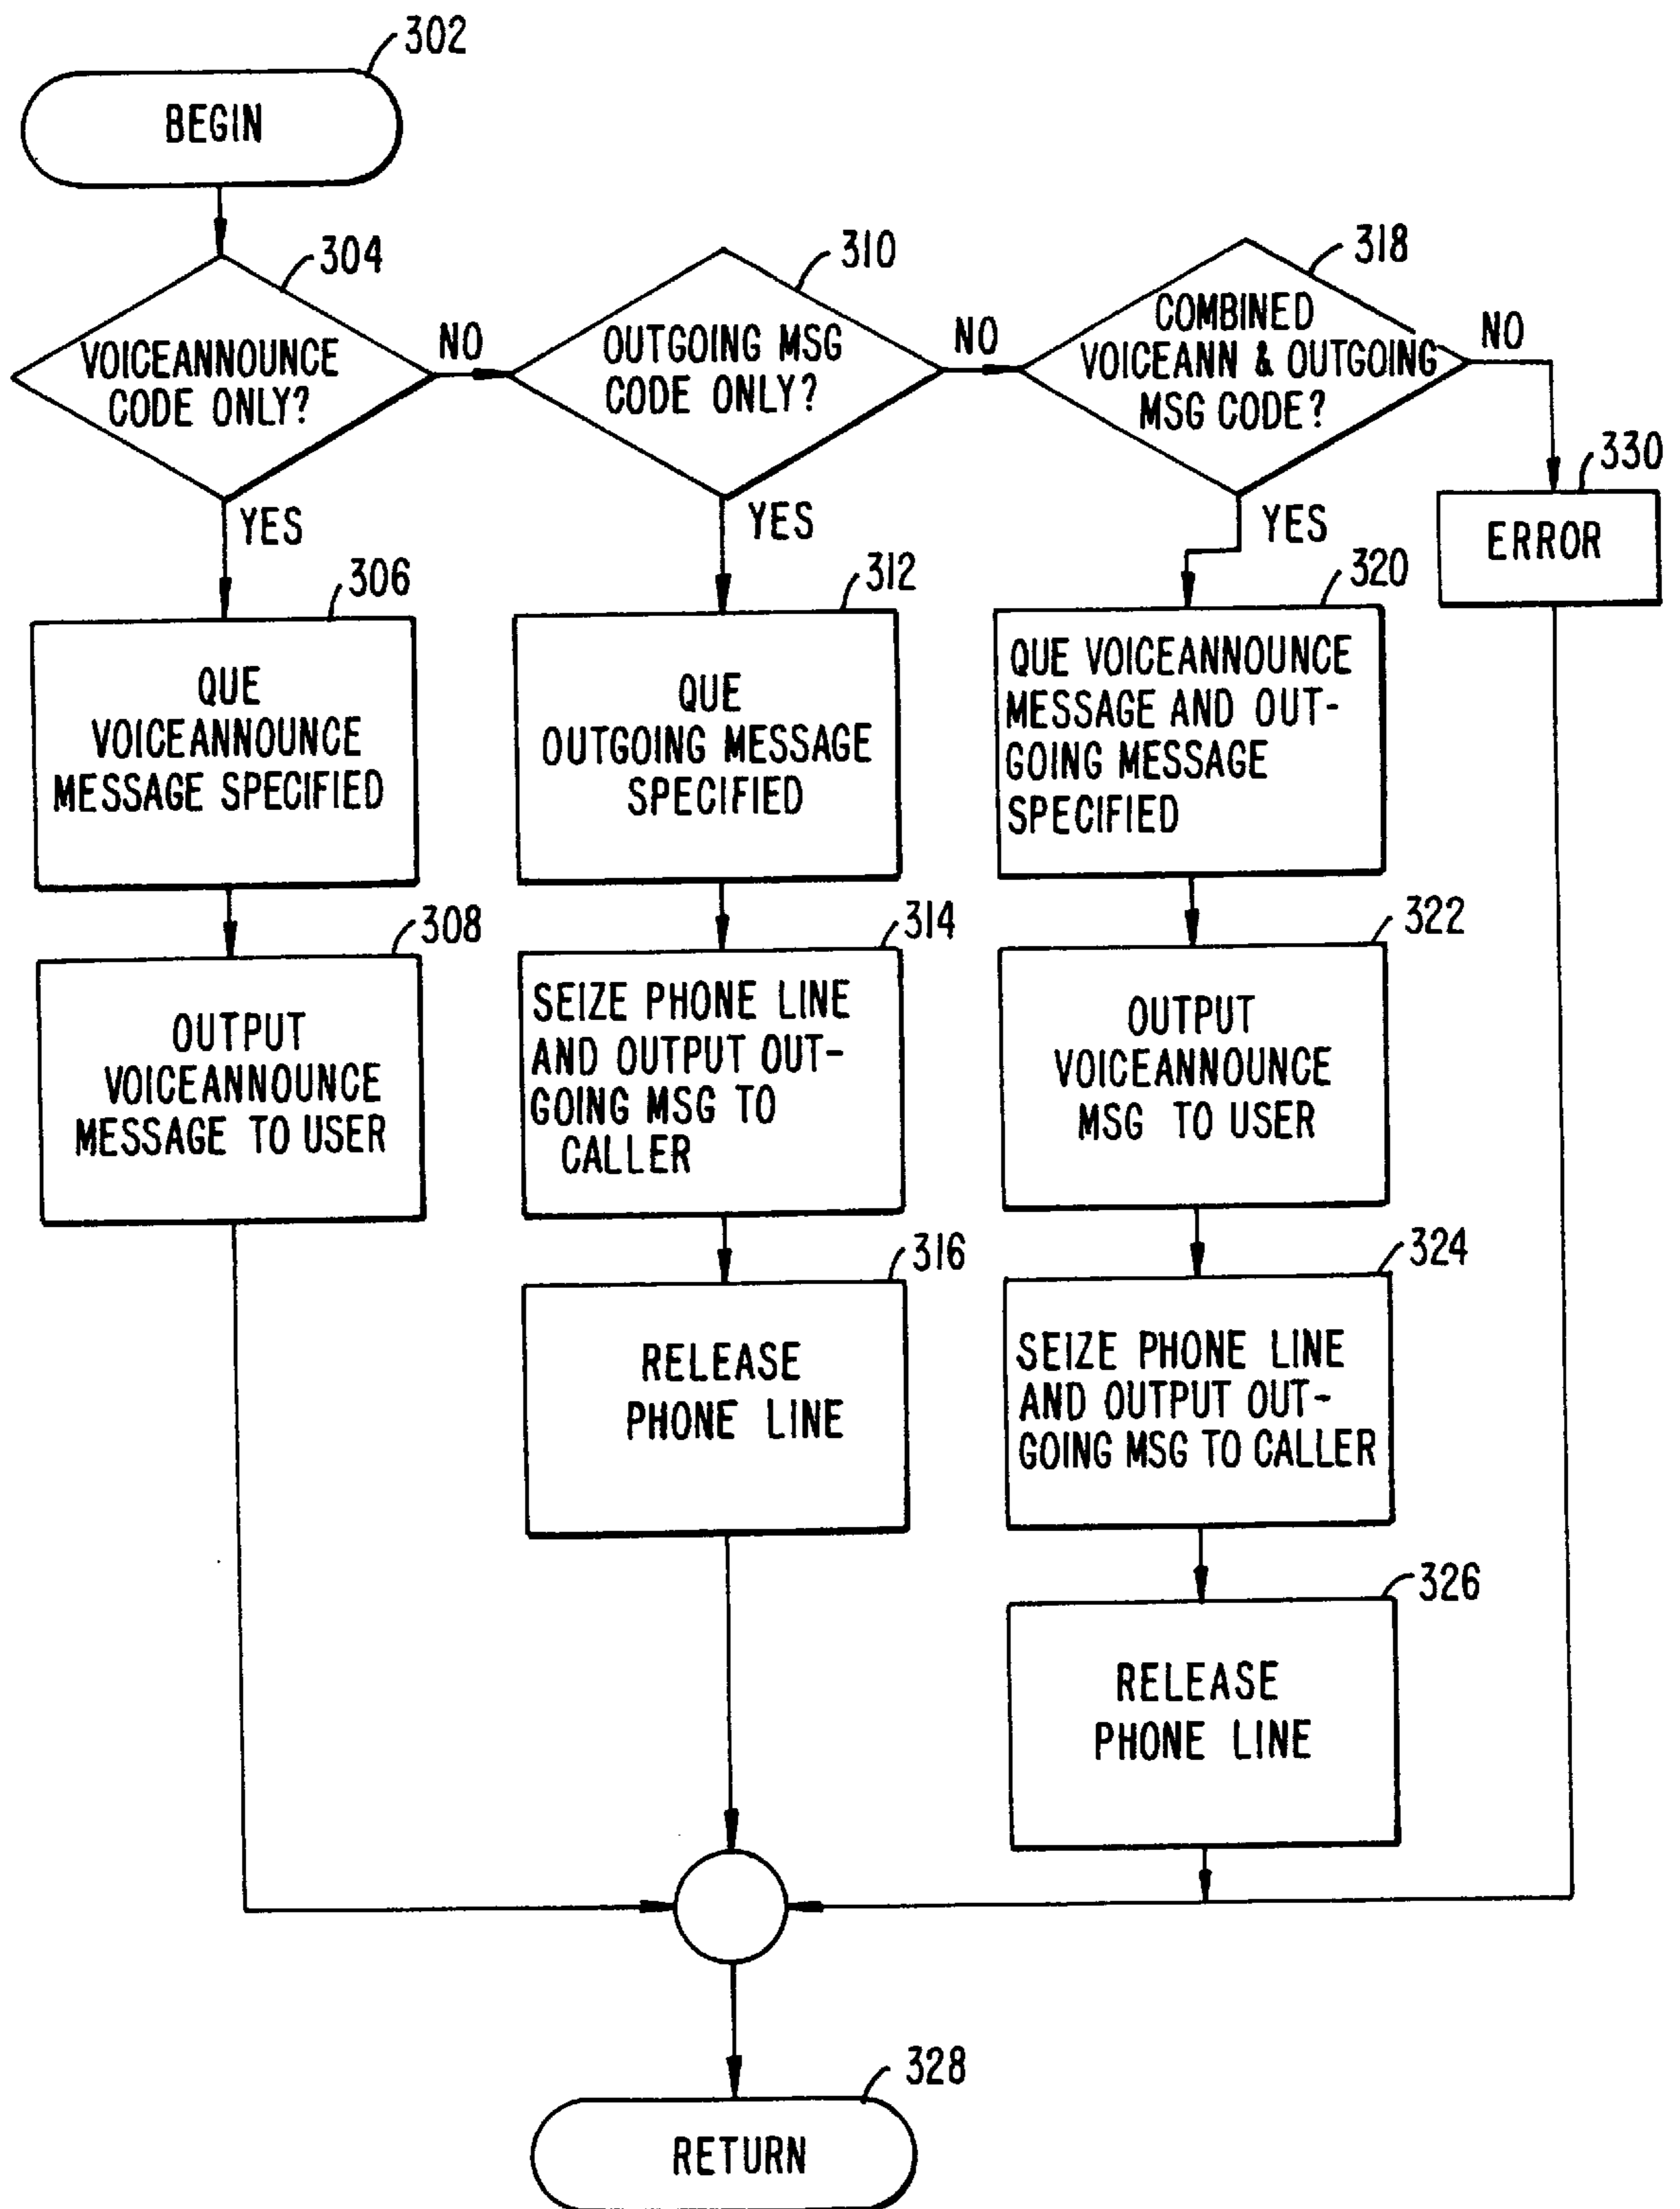 302
BEGIN
304
VOICEANNOUNCE
CODE ONLY?
NO
310
OUTGOING MSG
CODE ONLY?
NO
318
COMBINED
VOICEANN & OUTGOING
MSG CODE?
NO
330
ERROR
YES
306
QUE
VOICEANNOUNCE
MESSAGE SPECIFIED
308
OUTPUT
VOICEANNOUNCE
MESSAGE TO USER
YES
312
QUE
OUTGOING MESSAGE
SPECIFIED
314
SEIZE PHONE LINE
AND OUTPUT OUT-
GOING MSG TO
CALLER
316
RELEASE
PHONE LINE
YES
320
QUE VOICEANNOUNCE
MESSAGE AND OUT-
GOING MESSAGE
SPECIFIED
322
OUTPUT
VOICEANNOUNCE
MSG TO USER
324
SEIZE PHONE LINE
AND OUTPUT OUT-
GOING MSG TO CALLER
326
RELEASE
PHONE LINE
328
RETURN